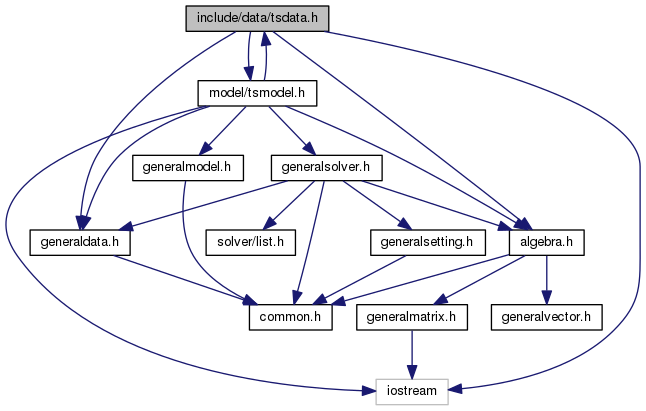 include/data/tsdata.h
model/tsmodel.h
generalmodel.h
generalsolver.h
generaldata.h
solver/list.h
generalsetting.h
algebra.h
common.h
generalmatrix.h
generalvector.h
iostream